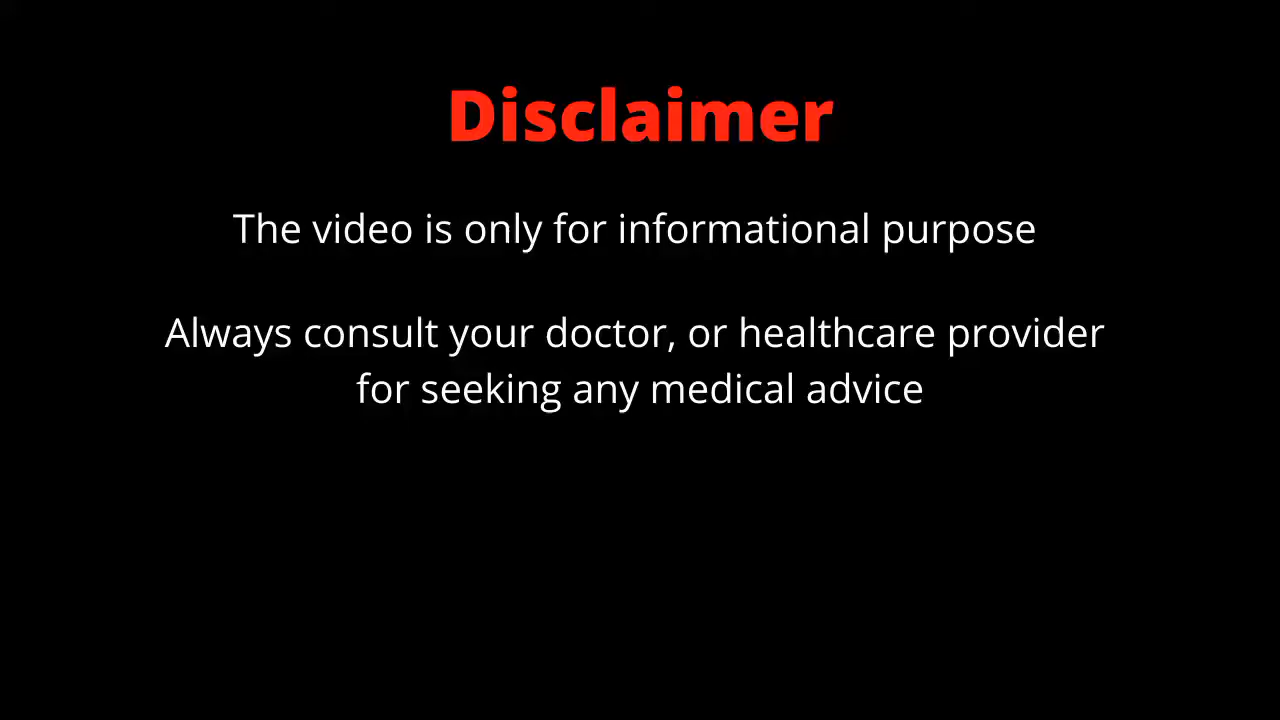 Disclaimer
The video is only for informational purpose
Always consult your doctor, or healthcare provider
for seeking any medical advice